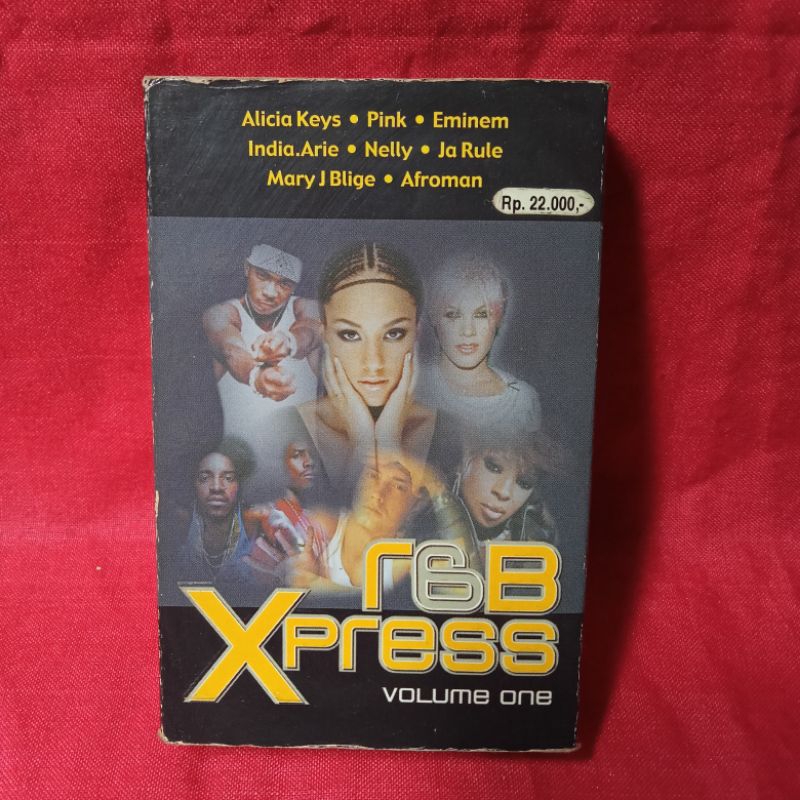 Alicia Keys • Pink • Eminem
India.Arie • Nelly • Ja Rule
Mary J Blige • Afroman
Rp. 22.000,-
r&B
Xpress
VOLUME ONE